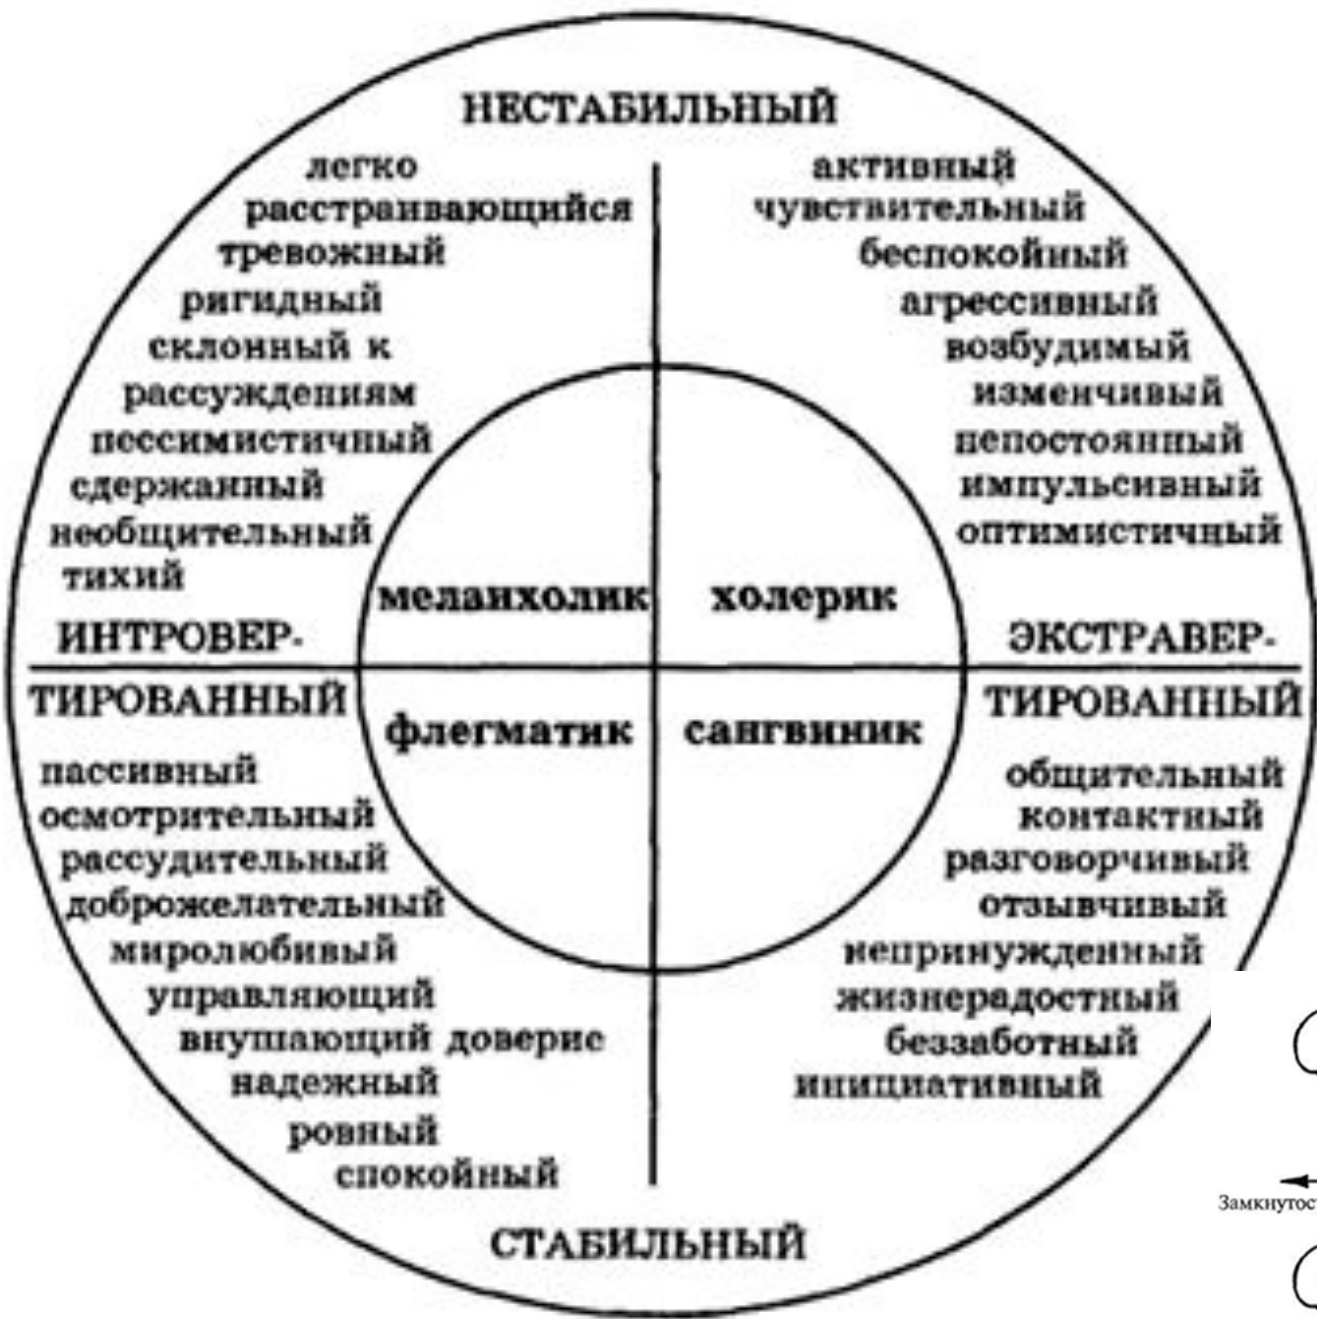 НЕСТАБИЛЬНЫЙ
легко
расстраивающийся
тревожный
ригидный
склонный к
рассуждениям
пессимистичный
сдержанный
необщительный
тихий
активный
чувствительный
беспокойный
агрессивный
возбудимый
изменчивый
непостоянный
импульсивный
оптимистичный
меланхолик
холерик
ИНТРОВЕР-
ТИРОВАННЫЙ
ЭКСТРАВЕР-
ТИРОВАННЫЙ
флегматик
сангвиник
пассивный
осмотрительный
рассудительный
доброжелательный
миролюбивый
управляющий
внушающий доверие
надежный
ровный
спокойный
общительный
контактный
разговорчивый
отзывчивый
непринужденный
жизнерадостный
беззаботный
инициативный
СТАБИЛЬНЫЙ
Замкнутос